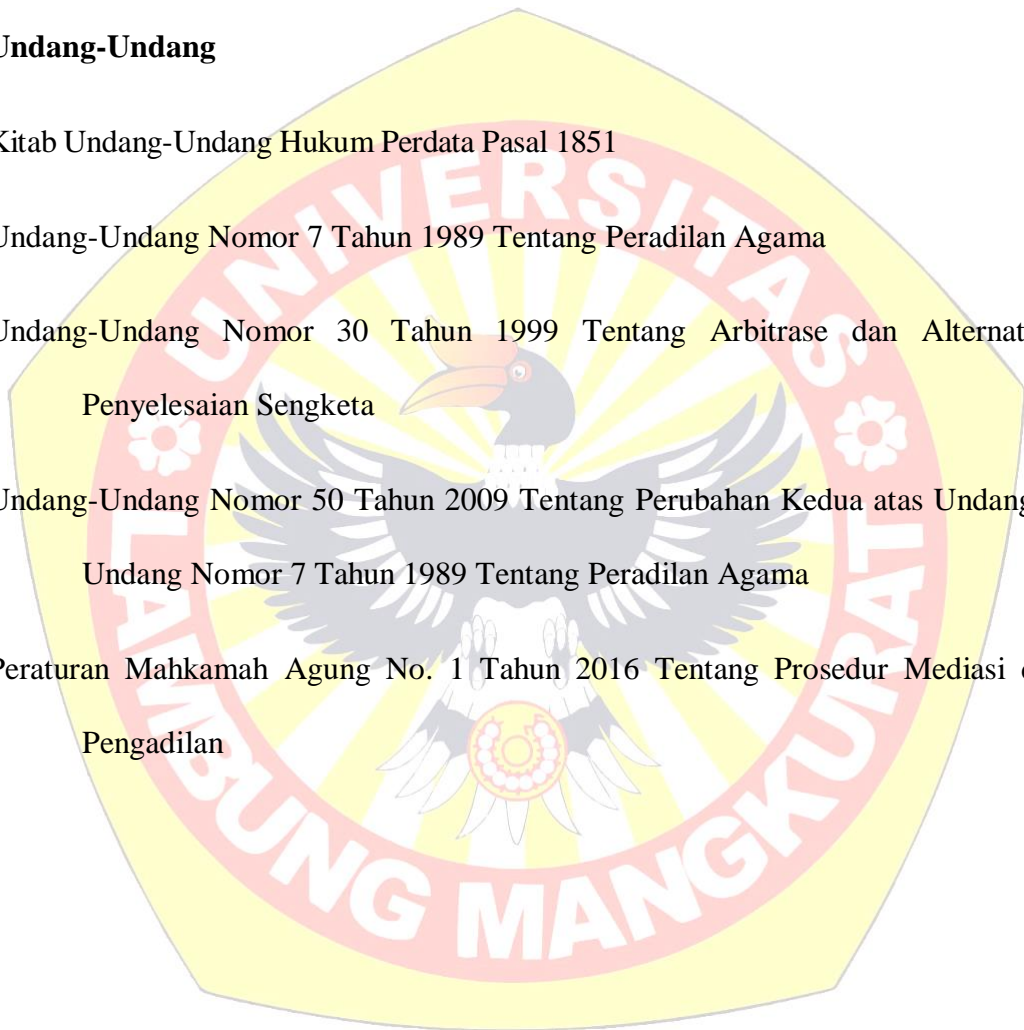 Undang-Undang
Kitab Undang-Undang Hukum Perdata Pasal 1851
Undang-Undang Nomor 7 Tahun 1989 Tentang Peradilan Agama
Undang-Undang Nomor 30 Tahun 1999 Tentang Arbitrase dan Alternat
Penyelesaian Sengketa
Undang-Undang Nomor 50 Tahun 2009 Tentang Perubahan Kedua atas Undang
Undang Nomor 7 Tahun 1989 Tentang Peradilan Agama
Peraturan Mahkamah Agung No. 1 Tahun 2016 Tentang Prosedur Mediasi
Pengadilan
UNIVERSITAS
LAMBUNG MANGKURAT